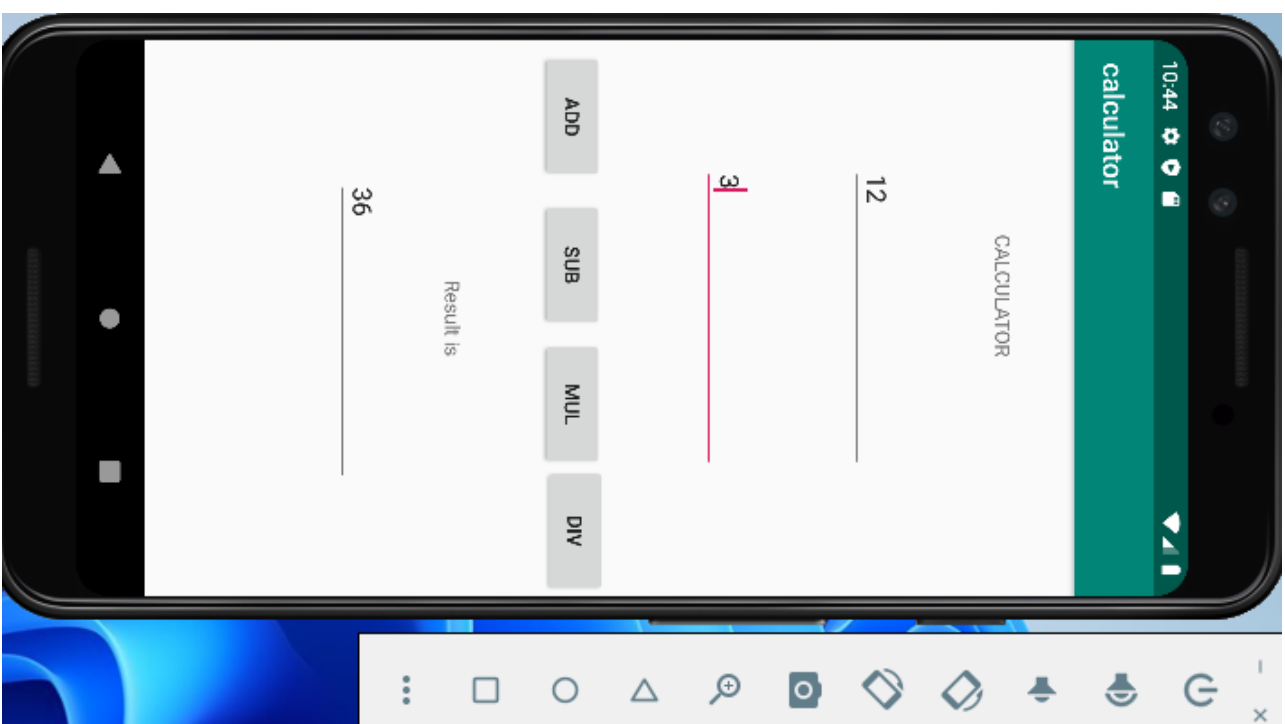 10:44
calculator
CALCULATOR
12
3
ADD SUB MUL DIV
Result is
36